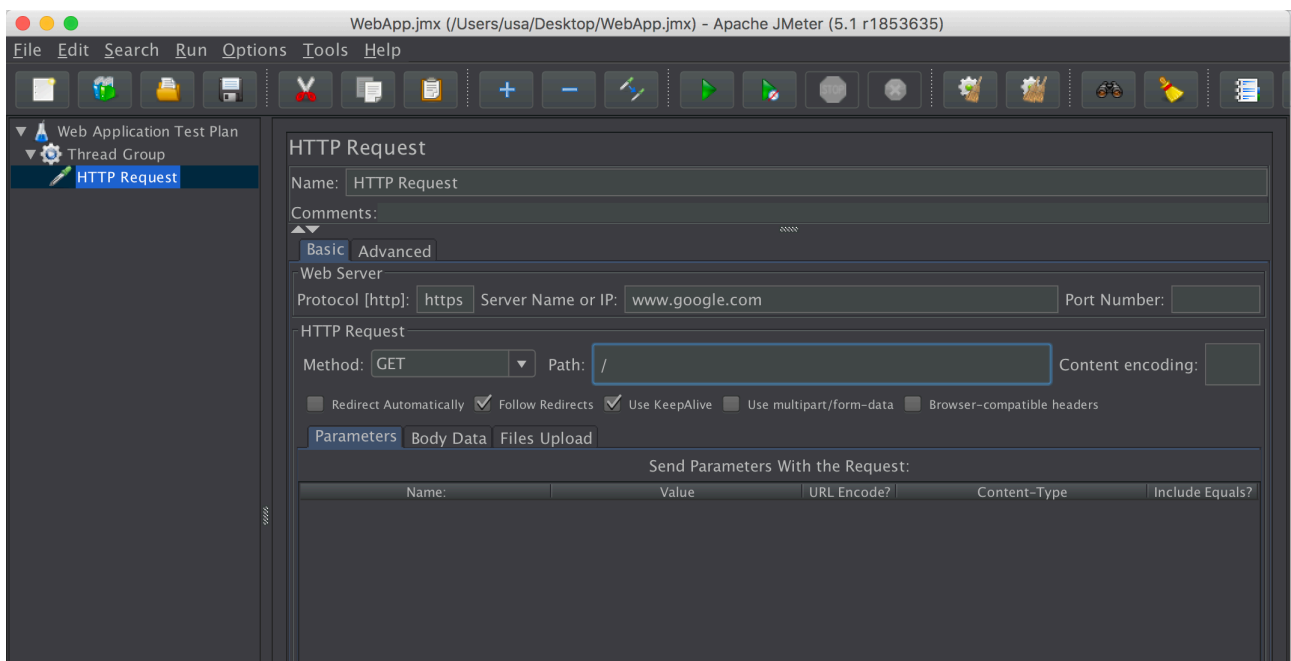 WebApp.jmx (/Users/usa/Desktop/WebApp.jmx) - Apache JMeter (5.1 r1853635)
File Edit Search Run Options Tools Help
STOP
Web Application Test Plan
Thread Group
HTTP Request
HTTP Request
Name: HTTP Request
Comments:
Basic Advanced
Web Server
Protocol [http]: https Server Name or IP: www.google.com Port Number:
HTTP Request
Method: GET Path: / Content encoding:
Redirect Automatically Follow Redirects Use KeepAlive Use multipart/form-data Browser-compatible headers
Parameters Body Data Files Upload
Send Parameters With the Request:
Name: Value URL Encode? Content-Type Include Equals?